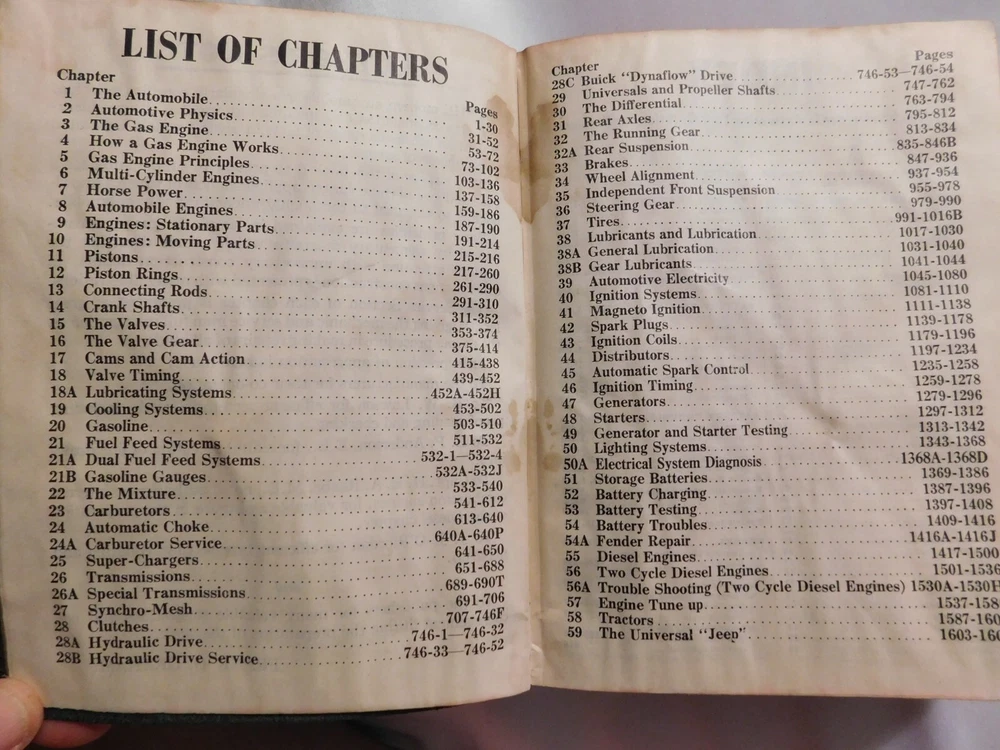 LIST OF CHAPTERS
Chapter Pages
1 The Automobile 1-30
2 Automotive Physics 31-52
3 The Gas Engine 53-72
4 How a Gas Engine Works 73-102
5 Gas Engine Principles 103-136
6 Multi-Cylinder Engines 137-158
7 Horse Power 159-186
8 Automobile Engines 187-190
9 Engines: Stationary Parts 191-214
10 Engines: Moving Parts 215-216
11 Pistons 217-260
12 Piston Rings 261-290
13 Connecting Rods 291-310
14 Crank Shafts 311-352
15 The Valves 353-374
16 The Valve Gear 375-414
17 Cams and Cam Action 415-438
18 Valve Timing 439-452
18A Lubricating Systems 452A-452H
19 Cooling Systems 453-502
20 Gasoline 503-510
21 Fuel Feed Systems 511-532
21A Dual Fuel Feed Systems 532-1—532-4
21B Gasoline Gauges 532A-532J
22 The Mixture 533-540
23 Carburetors 541-612
24 Automatic Choke 613-640
24A Carburetor Service 640A-640P
25 Super-Chargers 641-650
26 Transmissions 651-688
26A Special Transmissions 689-690T
27 Synchro-Mesh 691-706
28 Clutches 707-746F
28A Hydraulic Drive 746-1—746-32
28B Hydraulic Drive Service 746-33—746-52
Chapter Pages
28C Buick "Dynaflow" Drive 746-53—746-54
29 Universals and Propeller Shafts 747-762
30 The Differential 763-794
31 Rear Axles 795-812
32 The Running Gear 813-834
32A Rear Suspension 835-846B
33 Brakes 847-936
34 Wheel Alignment 937-954
35 Independent Front Suspension 955-978
36 Steering Gear 979-990
37 Tires 991-1016B
38 Lubricants and Lubrication 1017-1030
38A General Lubrication 1031-1040
38B Gear Lubricants 1041-1044
39 Automotive Electricity 1045-1080
40 Ignition Systems 1081-1110
41 Magneto Ignition 1111-1138
42 Spark Plugs 1139-1178
43 Ignition Coils 1179-1196
44 Distributors 1197-1234
45 Automatic Spark Control 1235-1258
46 Ignition Timing 1259-1278
47 Generators 1279-1296
48 Starters 1297-1312
49 Generator and Starter Testing 1313-1342
50 Lighting Systems 1343-1368
50A Electrical System Diagnosis 1368A-1368D
51 Storage Batteries 1369-1386
52 Battery Charging 1387-1396
53 Battery Testing 1397-1408
54 Battery Troubles 1409-1416
54A Fender Repair 1416A-1416J
55 Diesel Engines 1417-1500
56 Two Cycle Diesel Engines 1501-1536
56A Trouble Shooting (Two Cycle Diesel Engines) 1530A-1530H
57 Engine Tune up 1537-158
58 Tractors 1587-160
59 The Universal "Jeep" 1603-160